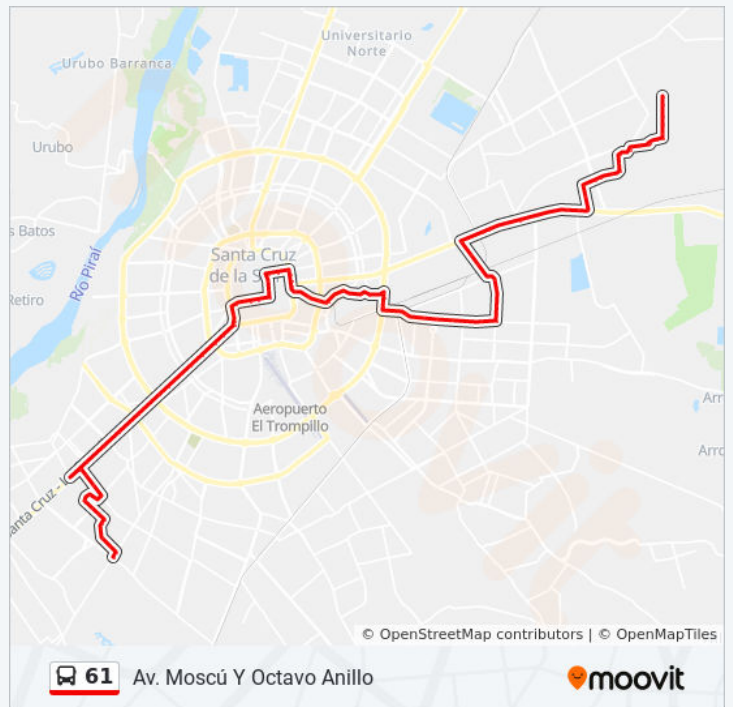 Universitario
Norte
Urubo Barranca
Urubo
s Batos
Retiro
Río Piraí
Santa Cruz
de la S
Aeropuerto
El Trompillo
Arr
Arro
anta Cruz - L
© OpenStreetMap contributors | © OpenMapTiles
61 Av. Moscú Y Octavo Anillo
moovit